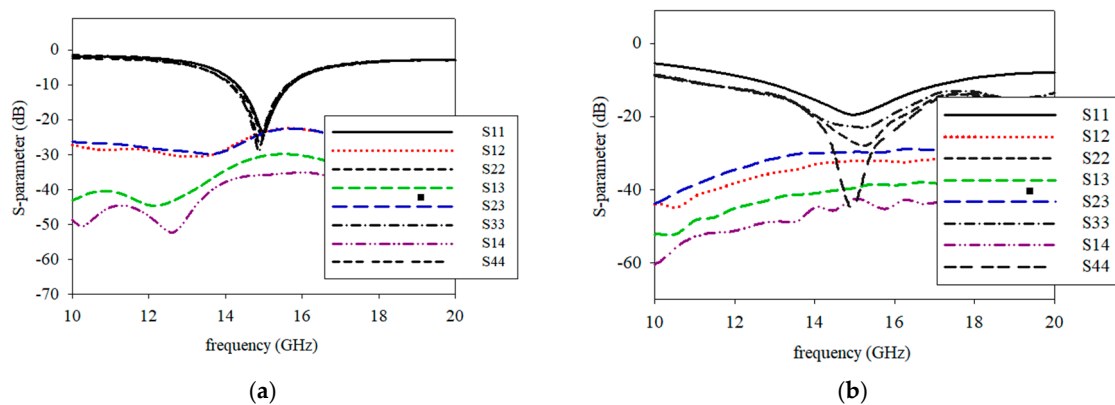 0
-10
-20
-30
-40
-50
-60
-70
S-parameter (dB)
10
12
14
16
18
20
frequency (GHz)
S11
S12
S22
S13
S23
S33
S14
S44
(a)
0
-20
-40
-60
S-parameter (dB)
10
12
14
16
18
20
frequency (GHz)
S11
S12
S22
S13
S23
S33
S14
S44
(b)